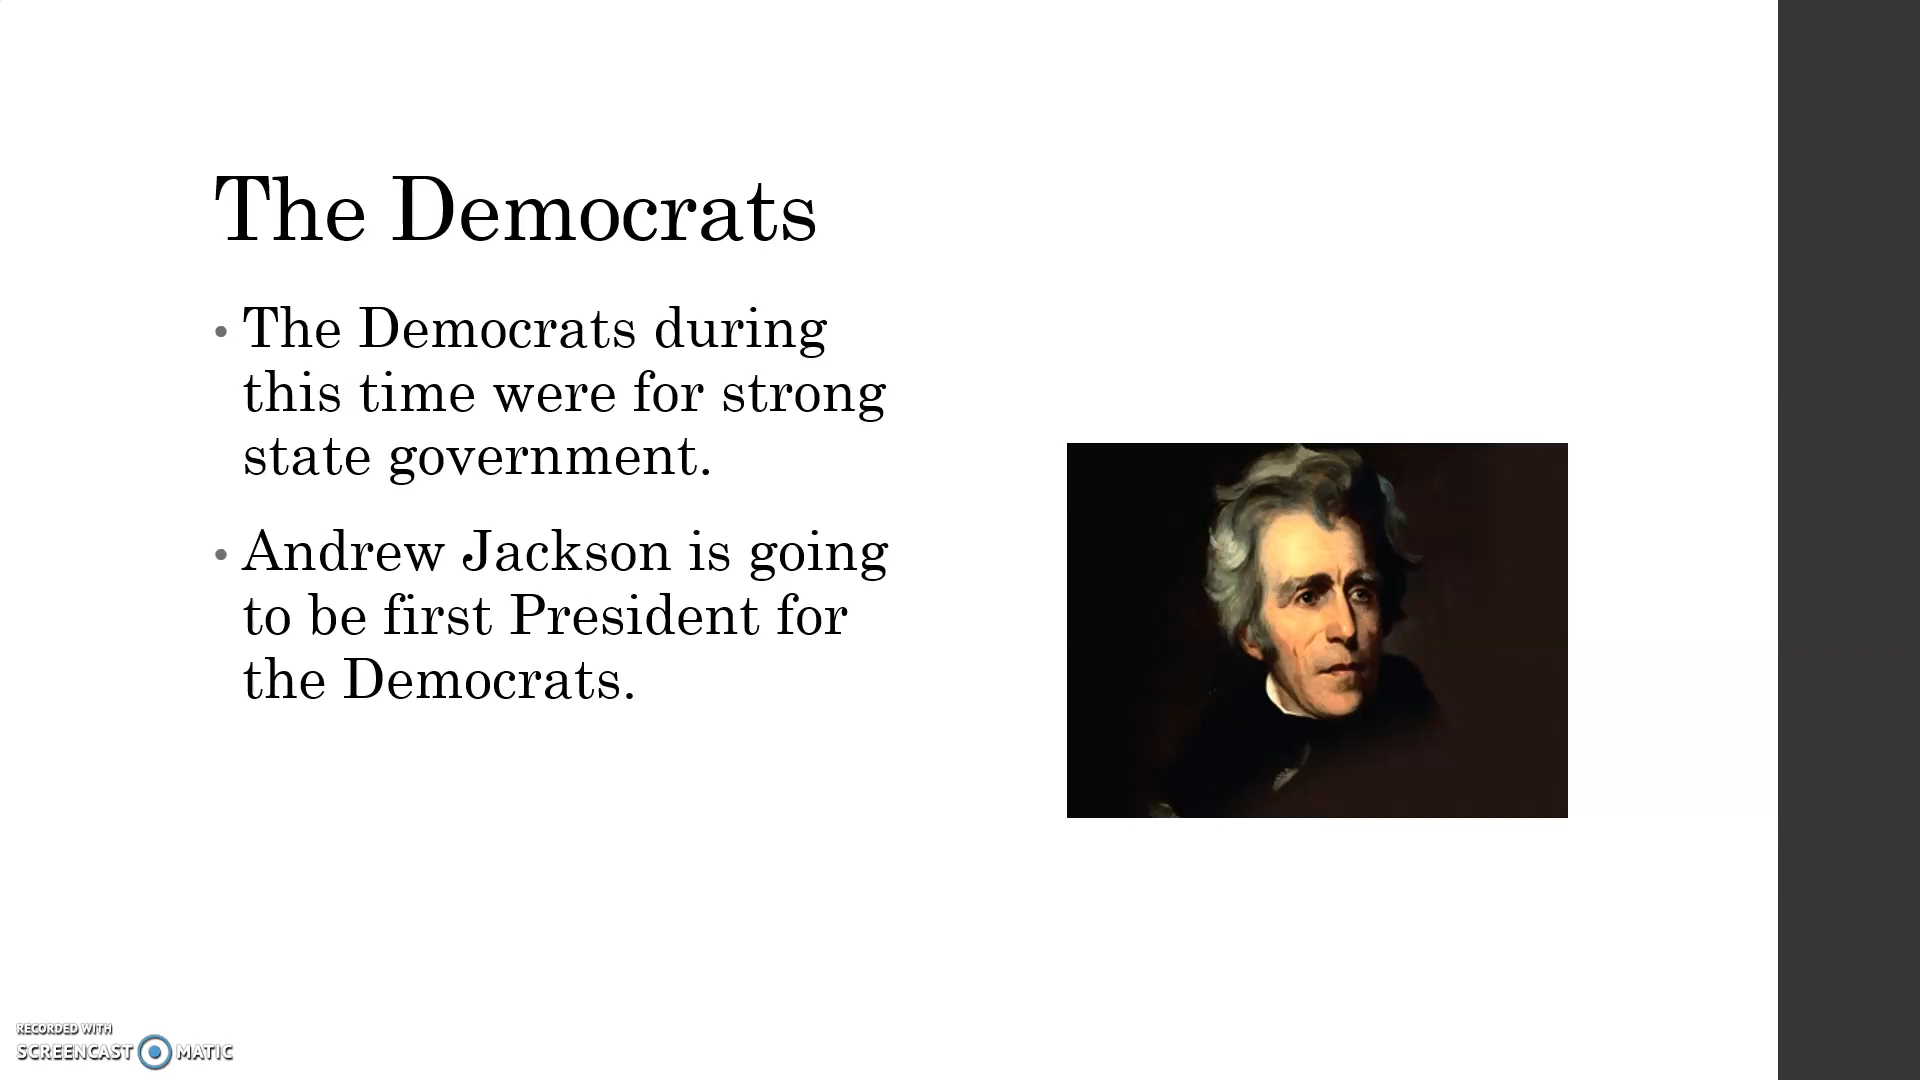 The Democrats
• The Democrats during
this time were for strong
state government.
• Andrew Jackson is going
to be first President for
the Democrats.
RECORDED WITH
SCREENCAST MATIC